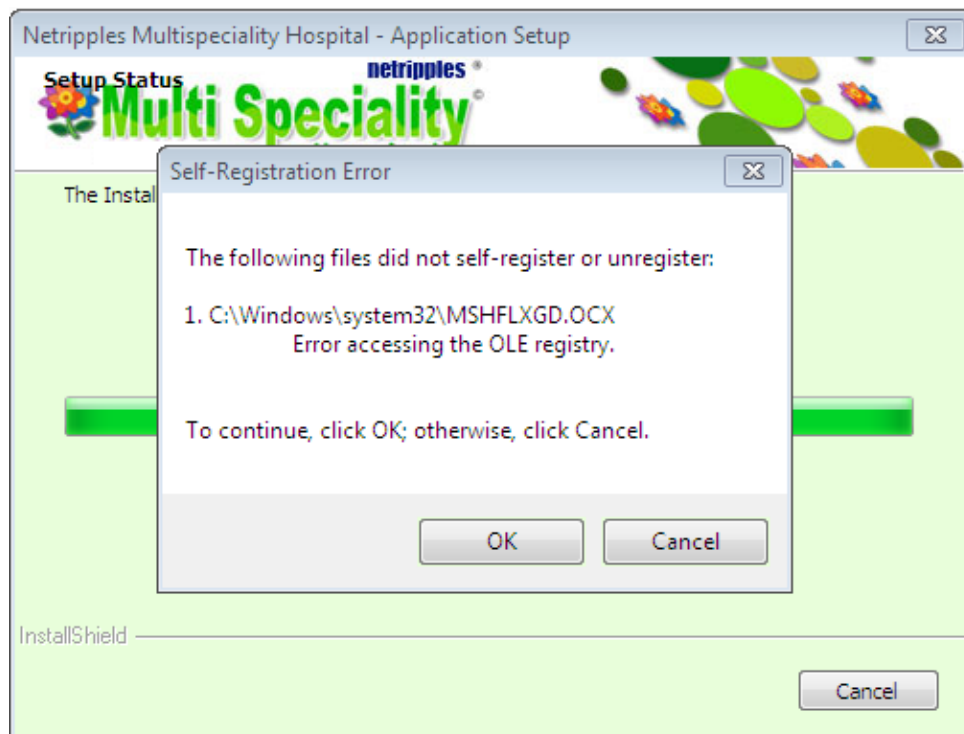 Netripples Multispeciality Hospital - Application Setup
Setup Status
netripples ®
Multi Speciality ©
Self-Registration Error
The Instal
The following files did not self-register or unregister:
1. C:\Windows\system32\MSHFLXGD.OCX
Error accessing the OLE registry.
To continue, click OK; otherwise, click Cancel.
OK
Cancel
InstallShield
Cancel